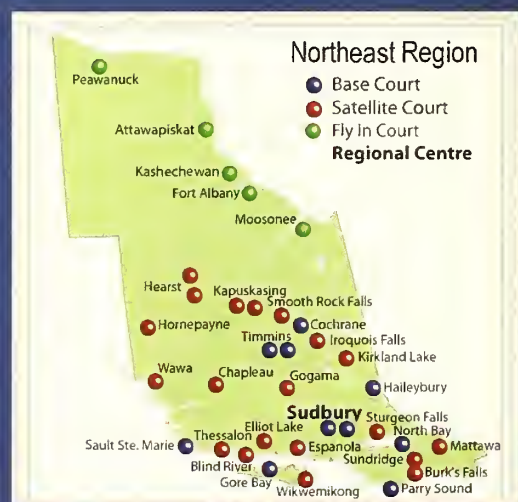 Northeast Region
Base Court
Satellite Court
Fly in Court
Regional Centre
Peawanuck
Attawapiskat
Kashechewan
Fort Albany
Moosonee
Hearst
Kapuskasing
Smooth Rock Falls
Hornepayne
Cochrane
Timmins
Iroquois Falls
Kirkland Lake
Wawa
Chapleau
Gogama
Haileybury
Sudbury
Sturgeon Falls
Elliot Lake
North Bay
Sault Ste. Marie
Thessalon
Espanola
Mattawa
Sundridge
Blind River
Burk's Falls
Gore Bay
Wikwemikong
Parry Sound